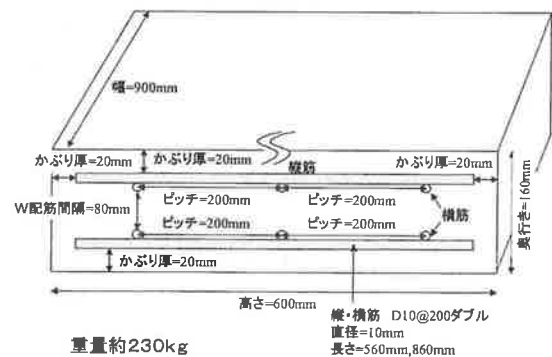 幅=900mm
かぶり厚=20mm
かぶり厚=20mm
かぶり厚=20mm
縦筋
ピッチ=200mm
ピッチ=200mm
W配筋間隔=80mm
横筋
奥行き=160mm
ピッチ=200mm
ピッチ=200mm
かぶり厚=20mm
高さ=600mm
縦・横筋 D10@200ダブル
直径=10mm
長さ=560mm,860mm
重量約230kg